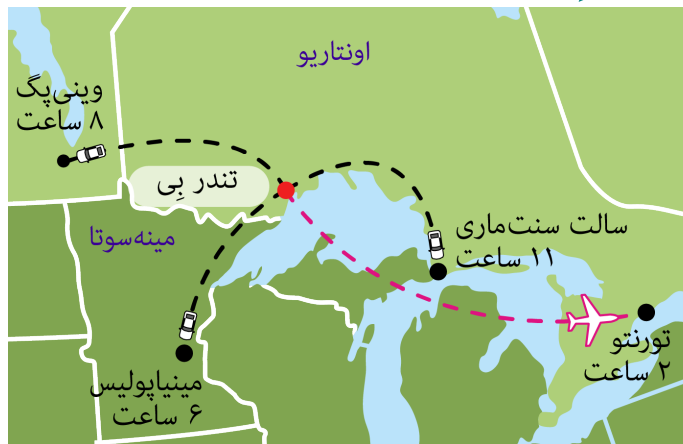 اونتاریو
وینی‌پگ
۸ ساعت
تندر بِی
مینه‌سوتا
سالت سنت‌ماری
۱۱ ساعت
تورنتو
۲ ساعت
مینیاپولیس
۶ ساعت